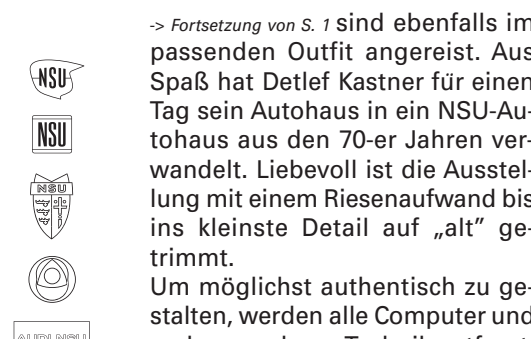 -> Fortsetzung von S. 1 sind ebenfalls im
passenden Outfit angereist. Aus
Spaß hat Detlef Kastner für einen
Tag sein Autohaus in ein NSU-Au-
tohaus aus den 70-er Jahren ver-
wandelt. Liebevoll ist die Ausstel-
lung mit einem Riesenaufwand bis
ins kleinste Detail auf „alt” ge-
trimmt.
Um möglichst authentisch zu ge-
stalten, werden alle Computer und
NSU
NSU
NSU
AUDI NSU